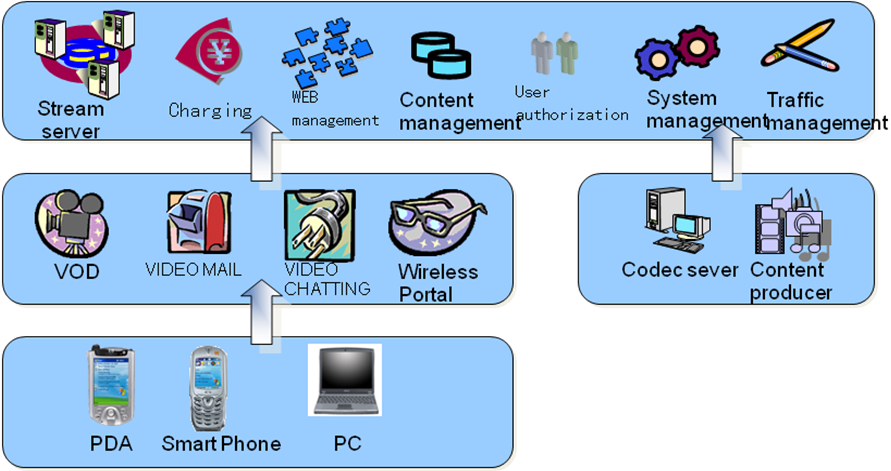 Stream
server
Charging
WEB
management
Content
management
User
authorization
System
management
Traffic
management
VOD
VIDEO MAIL
VIDEO
CHATTING
Wireless
Portal
Codec sever
Content
producer
PDA
Smart Phone
PC